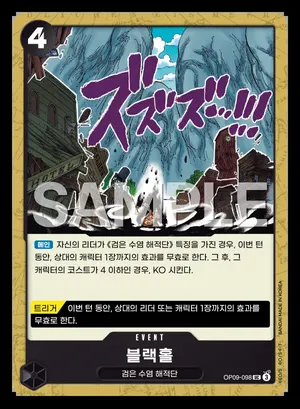 4
ズズズ…!!!
SAMPLE
메인 자신의 리더가 《검은 수염 해적단》 특징을 가진 경우, 이번 턴
동안, 상대의 캐릭터 1장까지의 효과를 무효로 한다. 그 후, 그
캐릭터의 코스트가 4 이하인 경우, KO 시킨다.
트리거 이번 턴 동안, 상대의 리더 또는 캐릭터 1장까지의 효과를
무효로 한다.
EVENT
블랙홀
검은 수염 해적단
OP09-098 UC 3